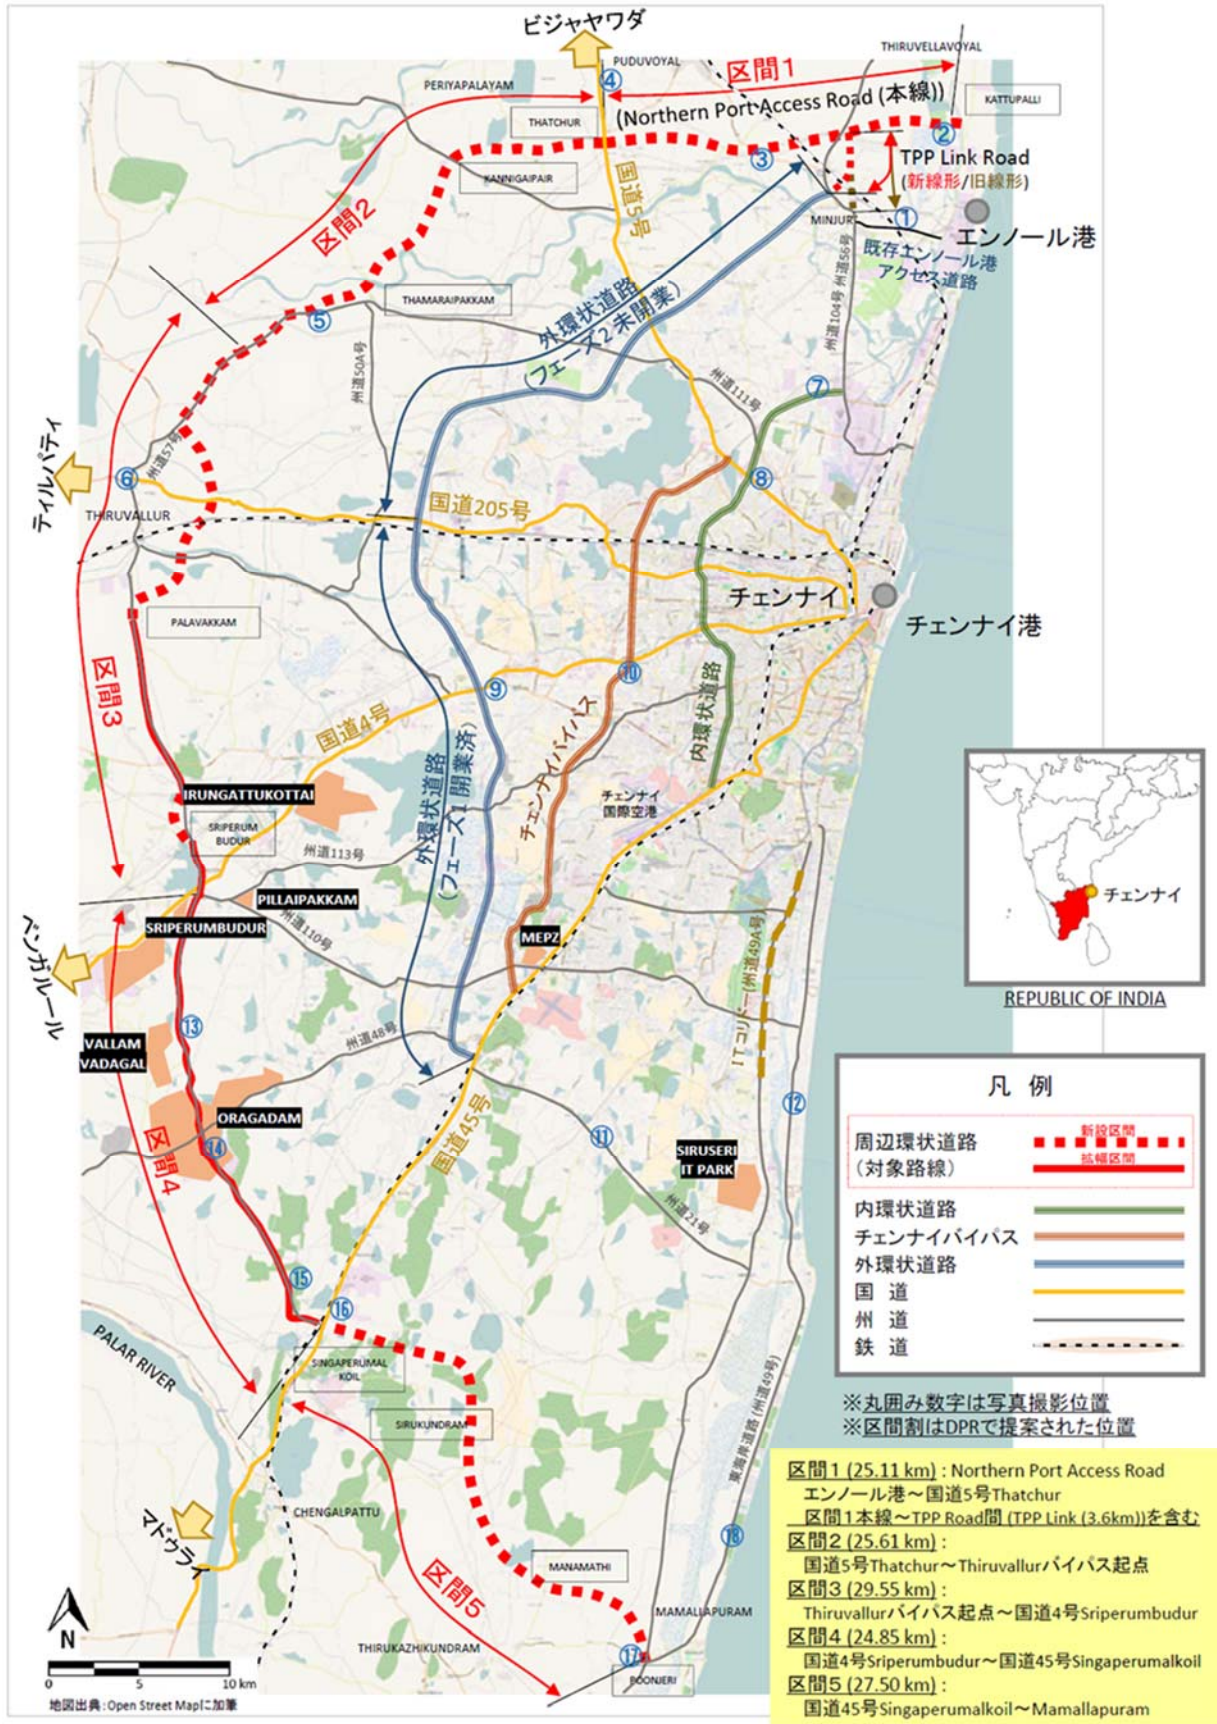 ビジャヤワダ
THIRUVELLAVOYAL
PUDUVOYAL
区間1
④
PERIYAPALAYAM
KATTUPALLI
(Northern Port Access Road (本線))
THATCHUR
②
③
TPP Link Road
(新線形/旧線形)
国道5号
KANNIGAIPAIR
区間2
MINJUR
①
エンノール港
既存エンノール港
アクセス道路
州道56号
州道104号
外環状道路
(フェーズ2 未開業)
THAMARAIPAKKAM
⑤
州道50A号
州道111号
⑦
ティルパティ
州道57号
⑥
⑧
THIRUVALLUR
国道205号
チェンナイ
チェンナイ港
PALAVAKKAM
区間3
⑩
⑨
内環状道路
国道4号
チェンナイバイパス
外環状道路
(フェーズ1 開業済)
IRUNGATTUKOTTAI
チェンナイ
国際空港
SRIPERUM
BUDUR
州道113号
チェンナイ
PILLAIPAKKAM
SRIPERUMBUDUR
州道110号
MEPZ
ITコリドー(州道49A号)
ベンガルール
REPUBLIC OF INDIA
⑬
州道48号
VALLAM
VADAGAL
ORAGADAM
⑭
区間4
国道45号
⑪
⑫
SIRUSERI
IT PARK
州道21号
凡 例
周辺環状道路
(対象路線)
新設区間
拡幅区間
内環状道路
チェンナイバイパス
外環状道路
国 道
州 道
鉄 道
⑮
⑯
PALAR RIVER
SINGAPERUMAL
KOIL
SIRUKUNDRAM
東海岸道路 (州道49号)
※丸囲み数字は写真撮影位置
※区間割はDPRで提案された位置
CHENGALPATTU
マドゥライ
⑱
MANAMATHI
区間5
MAMALLAPURAM
THIRUKAZHIKUNDRAM
⑰
POONJERI
N
0 5 10 km
地図出典:Open Street Mapに加筆
区間1 (25.11 km) : Northern Port Access Road
エンノール港～国道5号Thatchur
区間1本線～TPP Road間 (TPP Link (3.6km))を含む
区間2 (25.61 km) :
国道5号Thatchur～Thiruvallurバイパス起点
区間3 (29.55 km) :
Thiruvallurバイパス起点～国道4号Sriperumbudur
区間4 (24.85 km) :
国道4号Sriperumbudur～国道45号Singaperumalkoil
区間5 (27.50 km) :
国道45号Singaperumalkoil～Mamallapuram